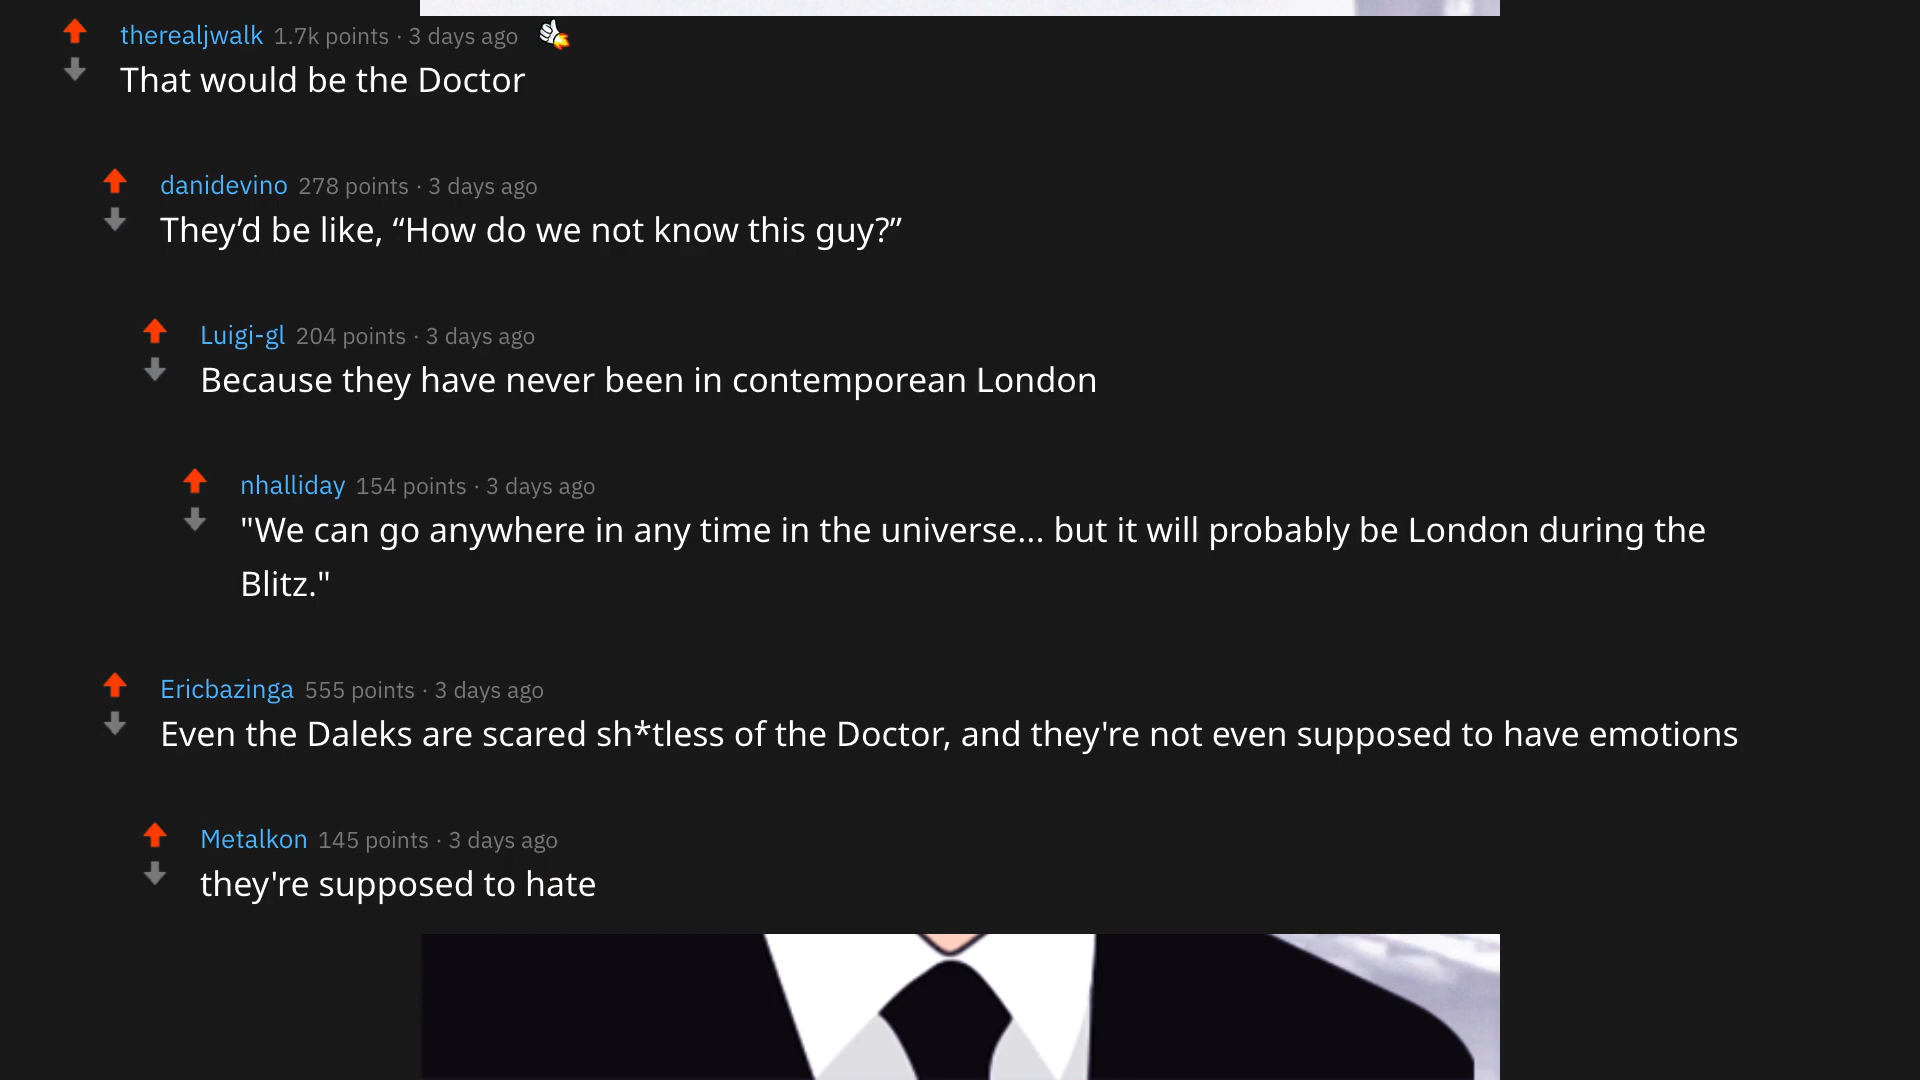 therealjwalk 1.7k points · 3 days ago
That would be the Doctor
danidevino 278 points · 3 days ago
They’d be like, “How do we not know this guy?”
Luigi-gl 204 points · 3 days ago
Because they have never been in contemporean London
nhalliday 154 points · 3 days ago
"We can go anywhere in any time in the universe... but it will probably be London during the
Blitz."
Ericbazinga 555 points · 3 days ago
Even the Daleks are scared sh*tless of the Doctor, and they're not even supposed to have emotions
Metalkon 145 points · 3 days ago
they're supposed to hate